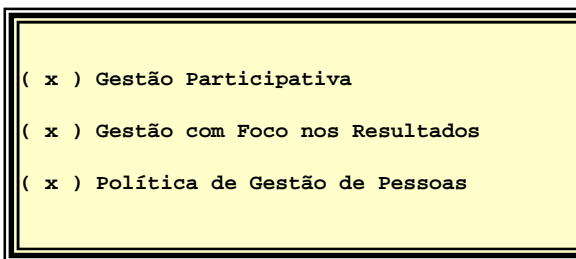 ( x ) Gestão Participativa
( x ) Gestão com Foco nos Resultados
( x ) Política de Gestão de Pessoas